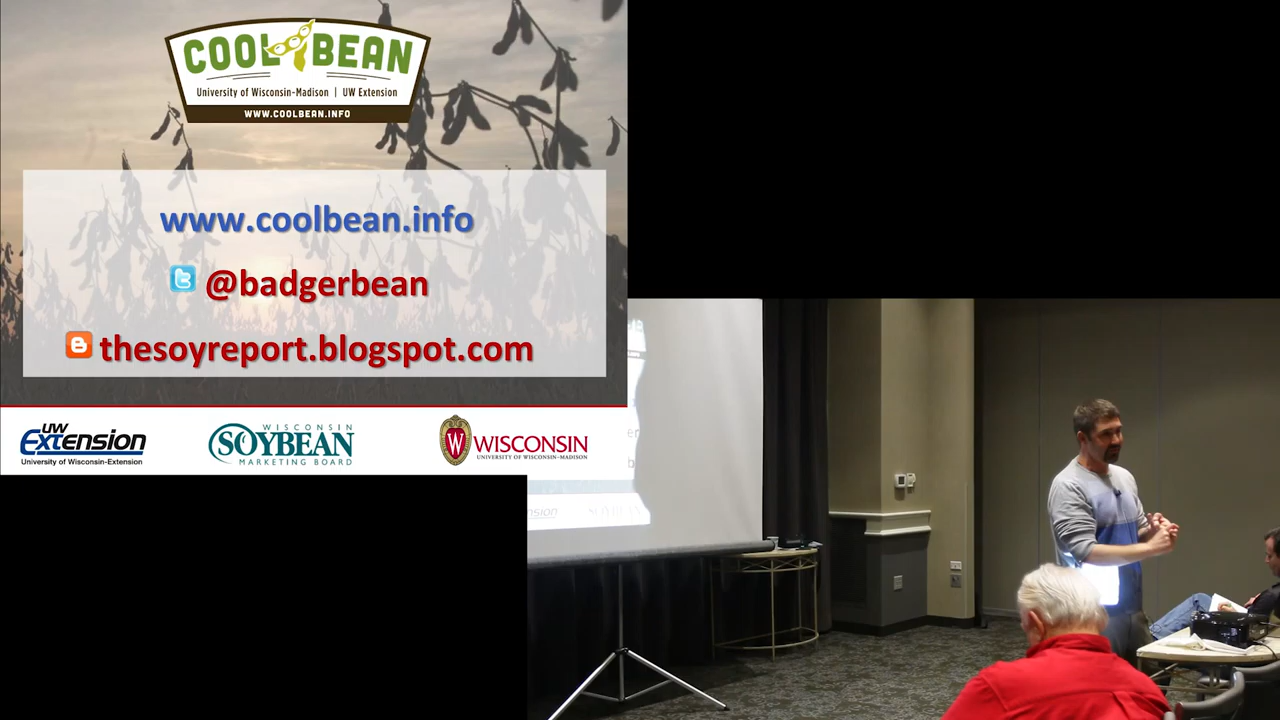 COOL BEAN
University of Wisconsin-Madison | UW Extension
WWW.COOLBEAN.INFO
www.coolbean.info
@badgerbean
thesoyreport.blogspot.com
UW
Extension
University of Wisconsin-Extension
WISCONSIN
SOYBEAN
MARKETING BOARD
W
WISCONSIN
UNIVERSITY OF WISCONSIN-MADISON